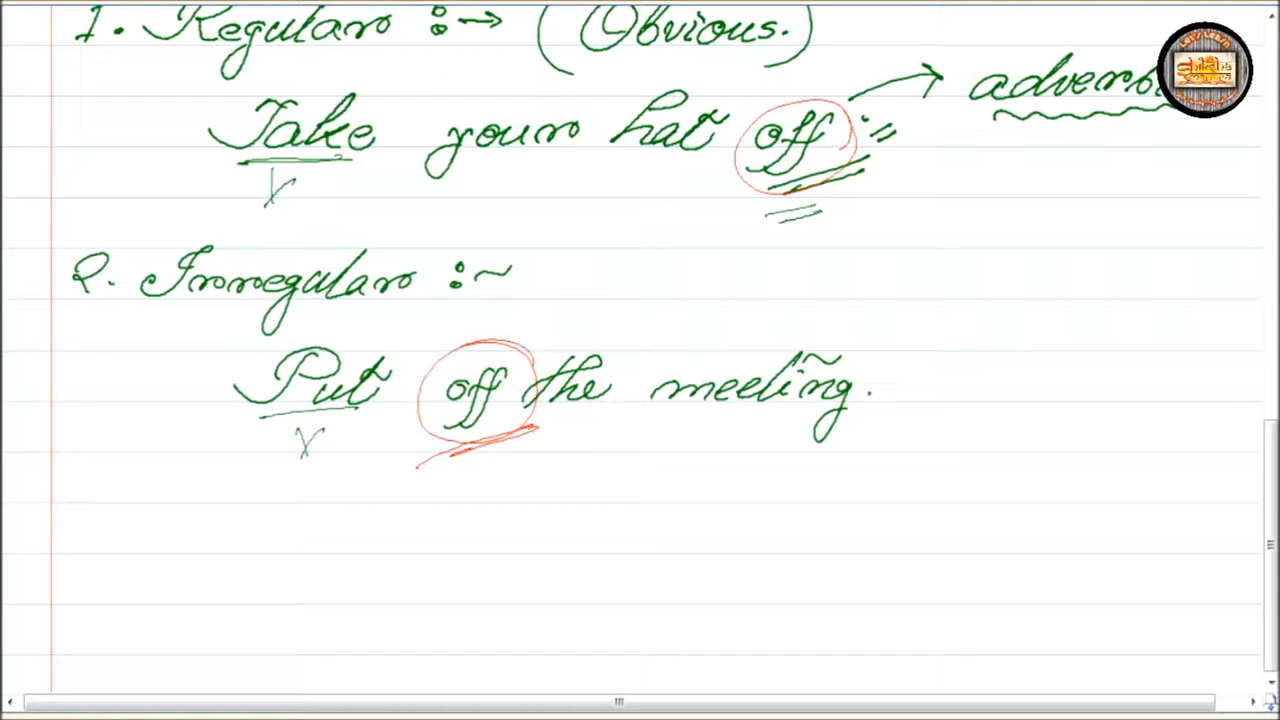 1. Regular :→ (Obvious.)
Take your hat off → adverb
V
2. Irregular :~
Put off the meeting.
V